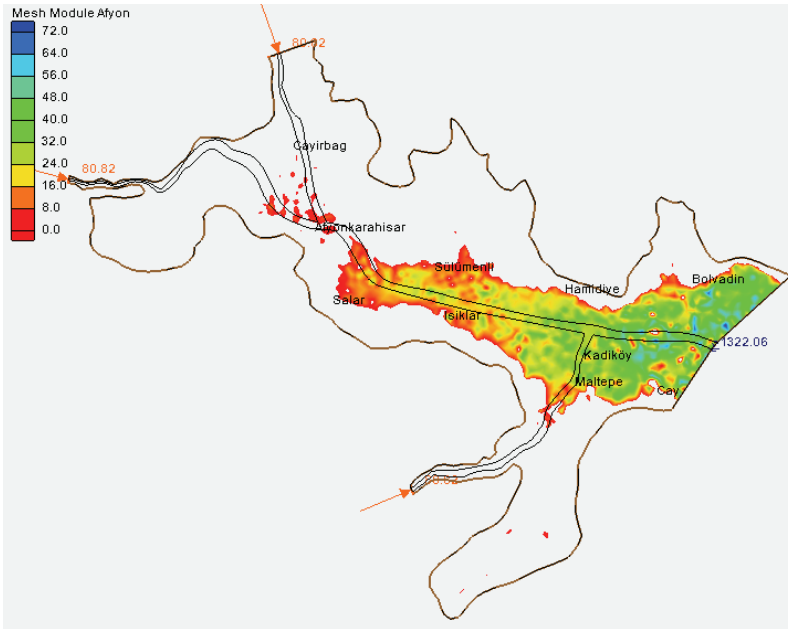 Mesh Module Afyon
72.0
64.0
56.0
48.0
40.0
32.0
24.0
16.0
8.0
0.0
80.82
Cayirbag
80.82
Afyonkarahisar
Sülümenli
Bolvadin
Hamidiye
Salar
Isiklar
1322.06
Kadiköy
Maltepe
Cay